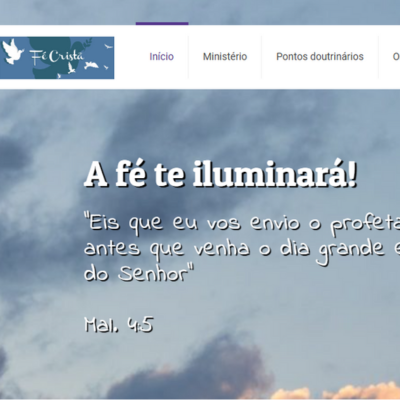 Fé Cristã
Início
Ministério
Pontos doutrinários
O
A fé te iluminará!
"Eis que eu vos envio o profeta
antes que venha o dia grande e
do Senhor"
Mal. 4:5